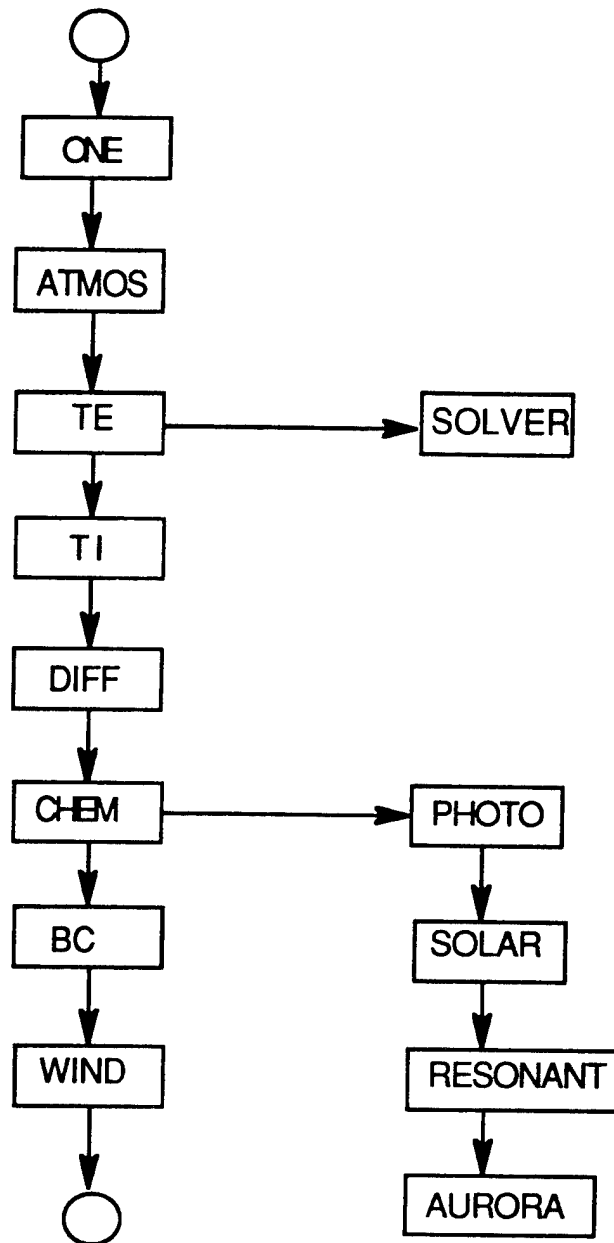 ONE
ATMOS
TE
SOLVER
TI
DIFF
CHEM
PHOTO
BC
SOLAR
WIND
RESONANT
AURORA